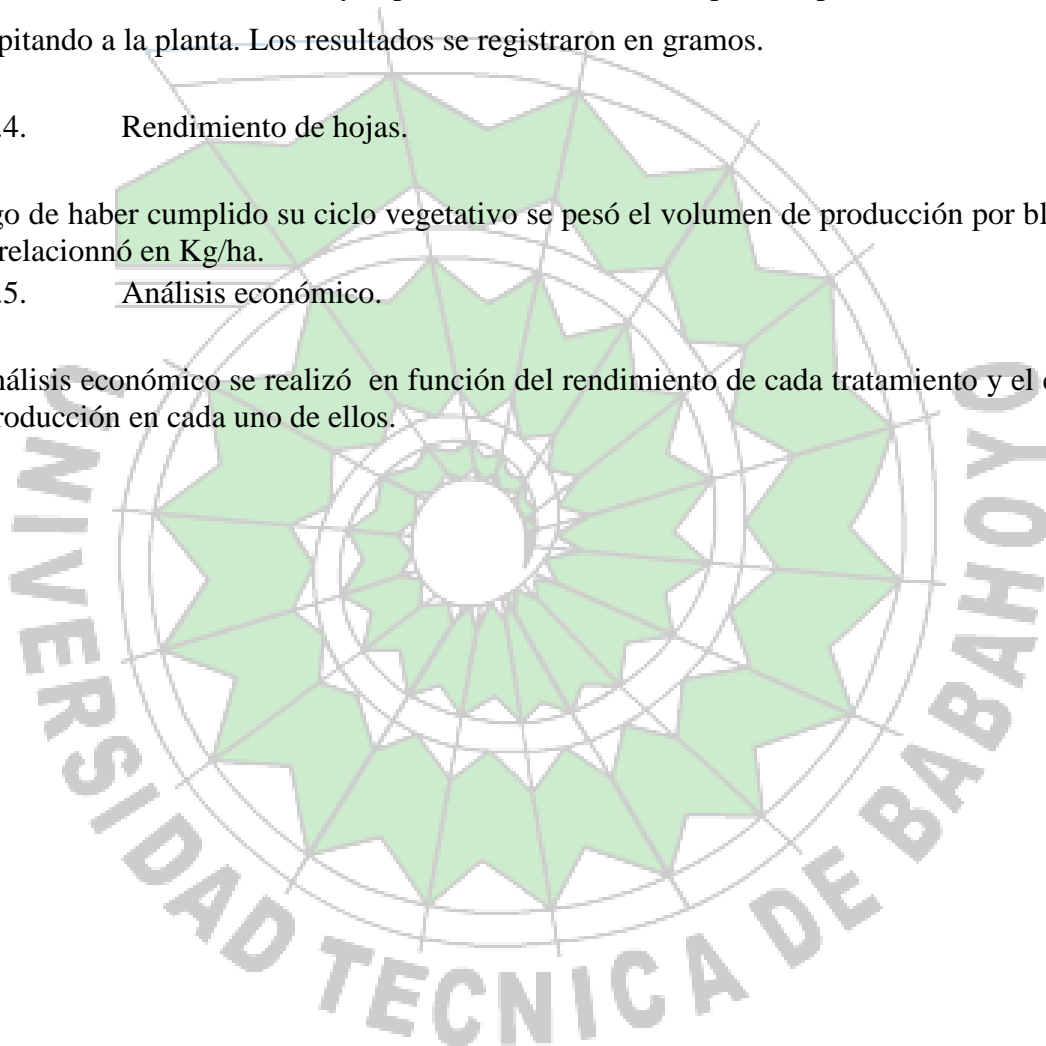 pitando a la planta. Los resultados se registraron en gramos.
.4. Rendimiento de hojas.
go de haber cumplido su ciclo vegetativo se pesó el volumen de producción por bl
relacionnó en Kg/ha.
.5. Análisis económico.
nálisis económico se realizó en función del rendimiento de cada tratamiento y el
roducción en cada uno de ellos.
UNIVERSIDAD TECNICA DE BABAHOYO